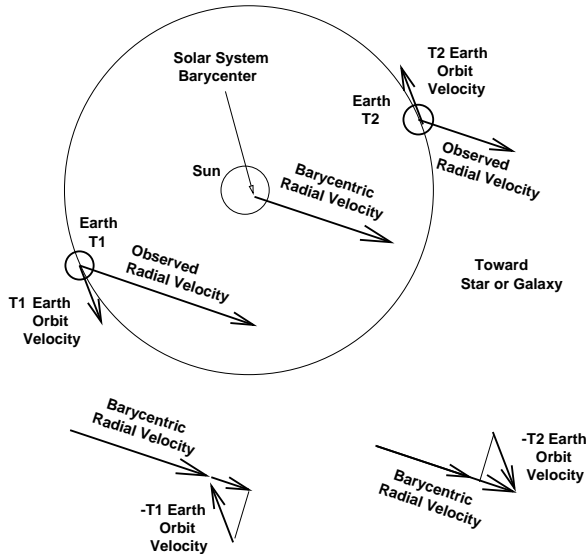 Solar System
Barycenter
T2 Earth
Orbit
Velocity
Earth
T2
Observed
Radial Velocity
Sun
Barycentric
Radial Velocity
Earth
T1
Observed
Radial Velocity
Toward
Star or Galaxy
T1 Earth
Orbit
Velocity
Barycentric
Radial Velocity
-T1 Earth
Orbit
Velocity
-T2 Earth
Orbit
Velocity
Barycentric
Radial Velocity